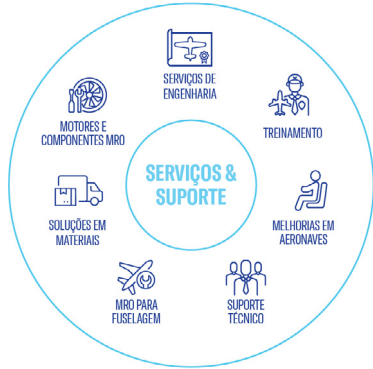 SERVIÇOS DE
ENGENHARIA
MOTORES E
COMPONENTES MRO
TREINAMENTO
SERVIÇOS &
SUPORTE
SOLUÇÕES EM
MATERIAIS
MELHORIAS EM
AERONAVES
MRO PARA
FUSELAGEM
SUPORTE
TÉCNICO